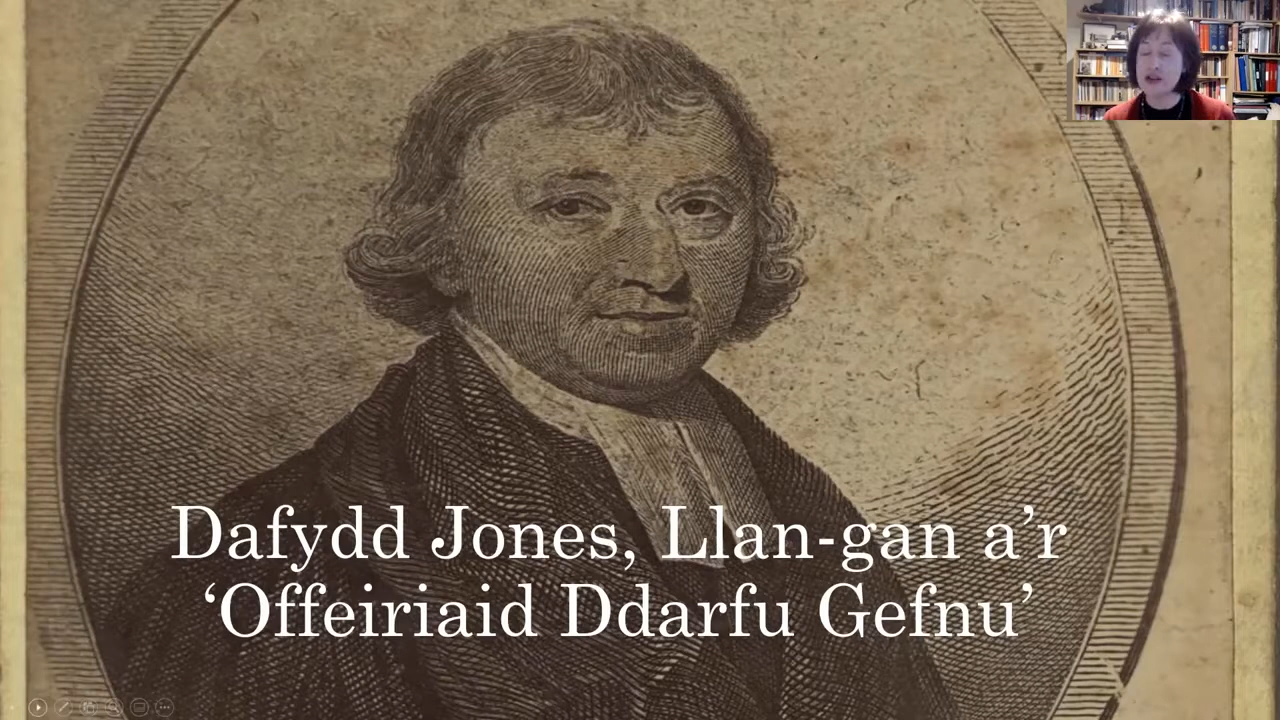 Dafydd Jones, Llan-gan a’r
‘Offeiriaid Ddarfu Gefnu’